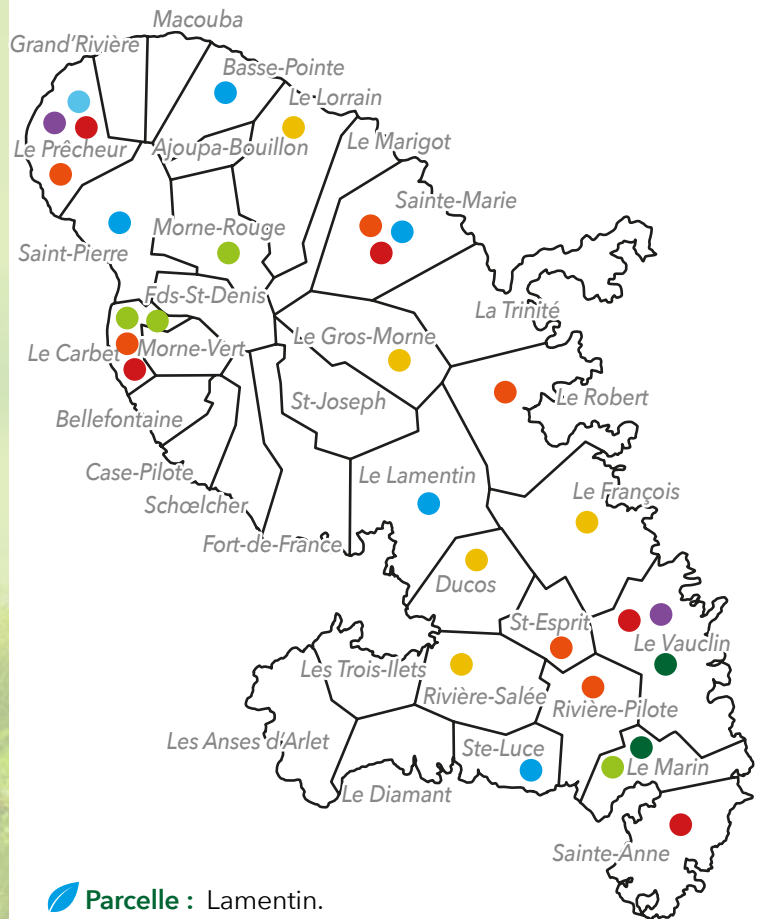 Macouba
Grand'Rivière
Basse-Pointe
Le Lorrain
Le Prêcheur
Ajoupa-Bouillon
Le Marigot
Sainte-Marie
Morne-Rouge
Saint-Pierre
Fds-St-Denis
La Trinité
Le Gros-Morne
Le Carbet
Morne-Vert
Le Robert
St-Joseph
Bellefontaine
Case-Pilote
Le Lamentin
Le François
Schœlcher
Fort-de-France
Ducos
St-Esprit
Le Vauclin
Les Trois-Ilets
Rivière-Salée
Rivière-Pilote
Les Anses d'Arlet
Ste-Luce
Le Marin
Le Diamant
Sainte-Anne
Parcelle : Lamentin.